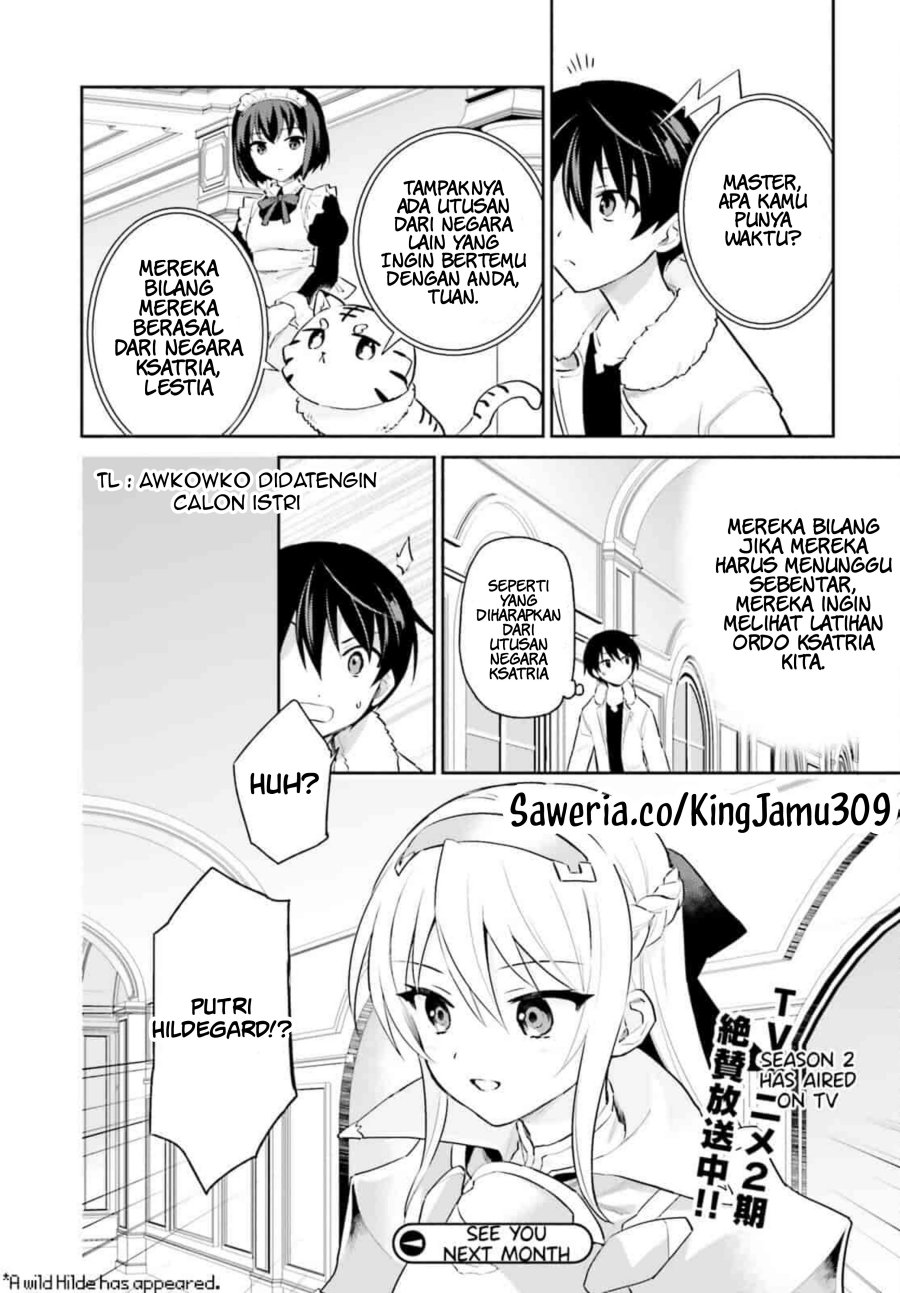 MASTER,
APA KAMU
PUNYA
WAKTU?
TAMPAKNYA
ADA UTUSAN
DARI NEGARA
LAIN YANG
INGIN BERTEMU
DENGAN ANDA,
TUAN.
MEREKA
BILANG
MEREKA
BERASAL
DARI NEGARA
KSATRIA,
LESTIA
MEREKA BILANG
JIKA MEREKA
HARUS MENUNGGU
SEBENTAR,
MEREKA INGIN
MELIHAT LATIHAN
ORDO KSATRIA
KITA.
SEPERTI
YANG
DIHARAPKAN
DARI
UTUSAN
NEGARA
KSATRIA
TL : AWKOWKO DIDATENGIN
CALON ISTRI
HUH?
Saweria.co/KingJamu309
PUTRI
HILDEGARD!?
TV
ニメ2期
絶賛放送中!!
SEASON 2
HAS AIRED
ON TV
SEE YOU
NEXT MONTH
*A wild Hilde has appeared.